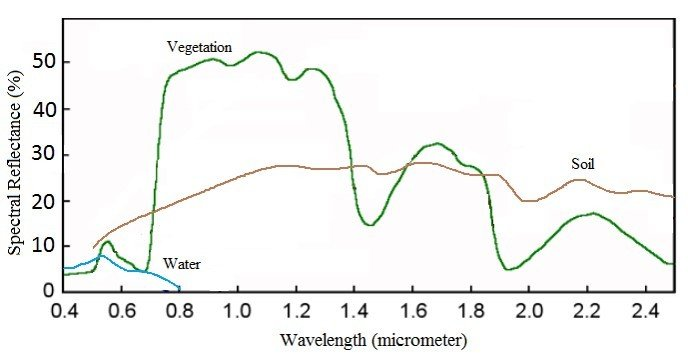 Vegetation
50
40
30
20
10
0
Spectral Reflectance (%)
Soil
Water
0.4 0.6 0.8 1.0 1.2 1.4 1.6 1.8 2.0 2.2 2.4
Wavelength (micrometer)